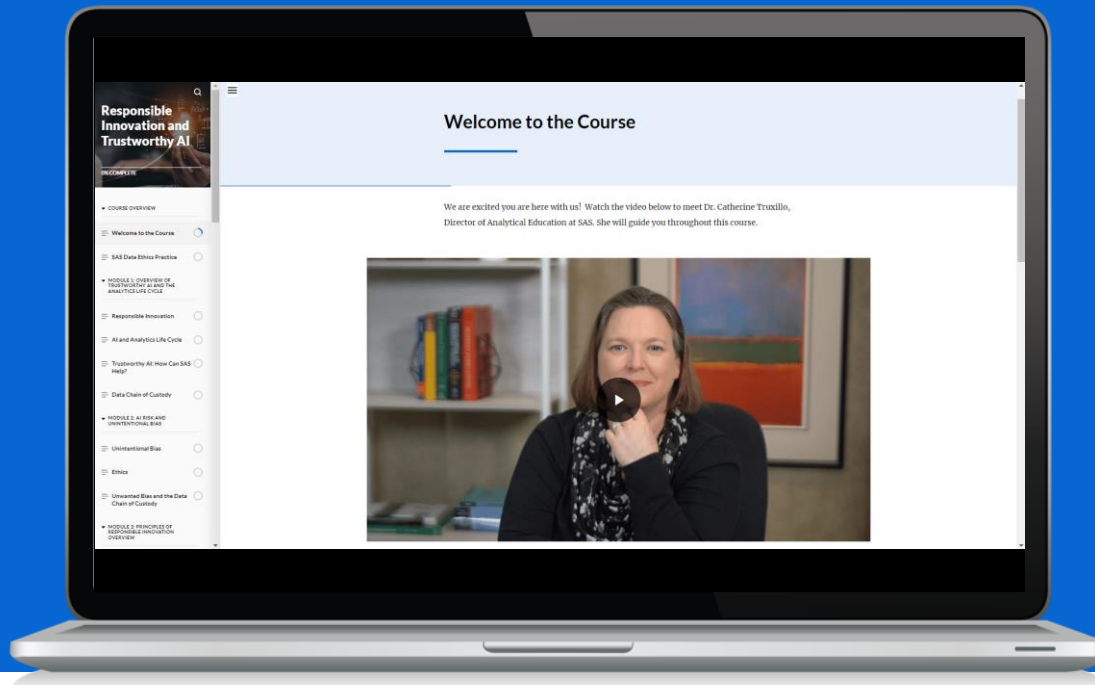 Responsible
Innovation and
Trustworthy AI
0% COMPLETE
COURSE OVERVIEW
Welcome to the Course
SAS Data Ethics Practice
MODULE 1: OVERVIEW OF
TRUSTWORTHY AI AND THE
ANALYTICS LIFE CYCLE
Responsible Innovation
AI and Analytics Life Cycle
Trustworthy AI: How Can SAS
Help?
Data Chain of Custody
MODULE 2: AI RISK AND
UNINTENTIONAL BIAS
Unintentional Bias
Ethics
Unwanted Bias and the Data
Chain of Custody
MODULE 3: PRINCIPLES OF
RESPONSIBLE INNOVATION
OVERVIEW
Welcome to the Course
We are excited you are here with us! Watch the video below to meet Dr. Catherine Truxillo,
Director of Analytical Education at SAS. She will guide you throughout this course.